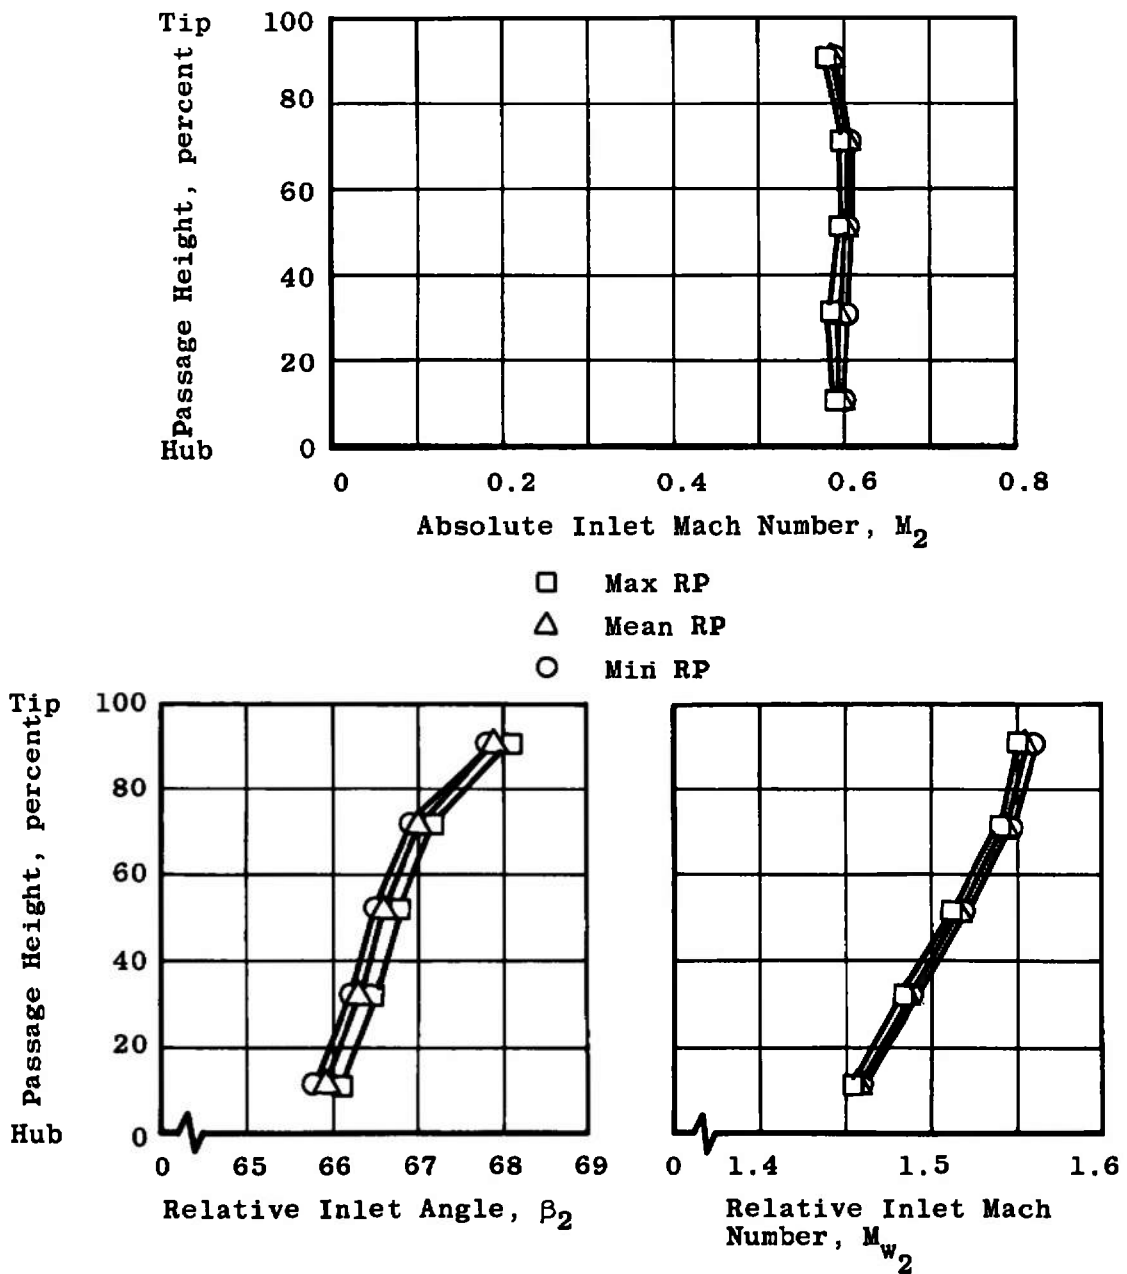 Tip 100
80
60
40
20
Hub 0
Passage Height, percent
0 0.2 0.4 0.6 0.8
Absolute Inlet Mach Number, M2
Max RP
Mean RP
Min RP
Tip 100
80
60
40
20
Hub 0
Passage Height, percent
0 65 66 67 68 69
Relative Inlet Angle, β2
0 1.4 1.5 1.6
Relative Inlet Mach
Number, Mw2